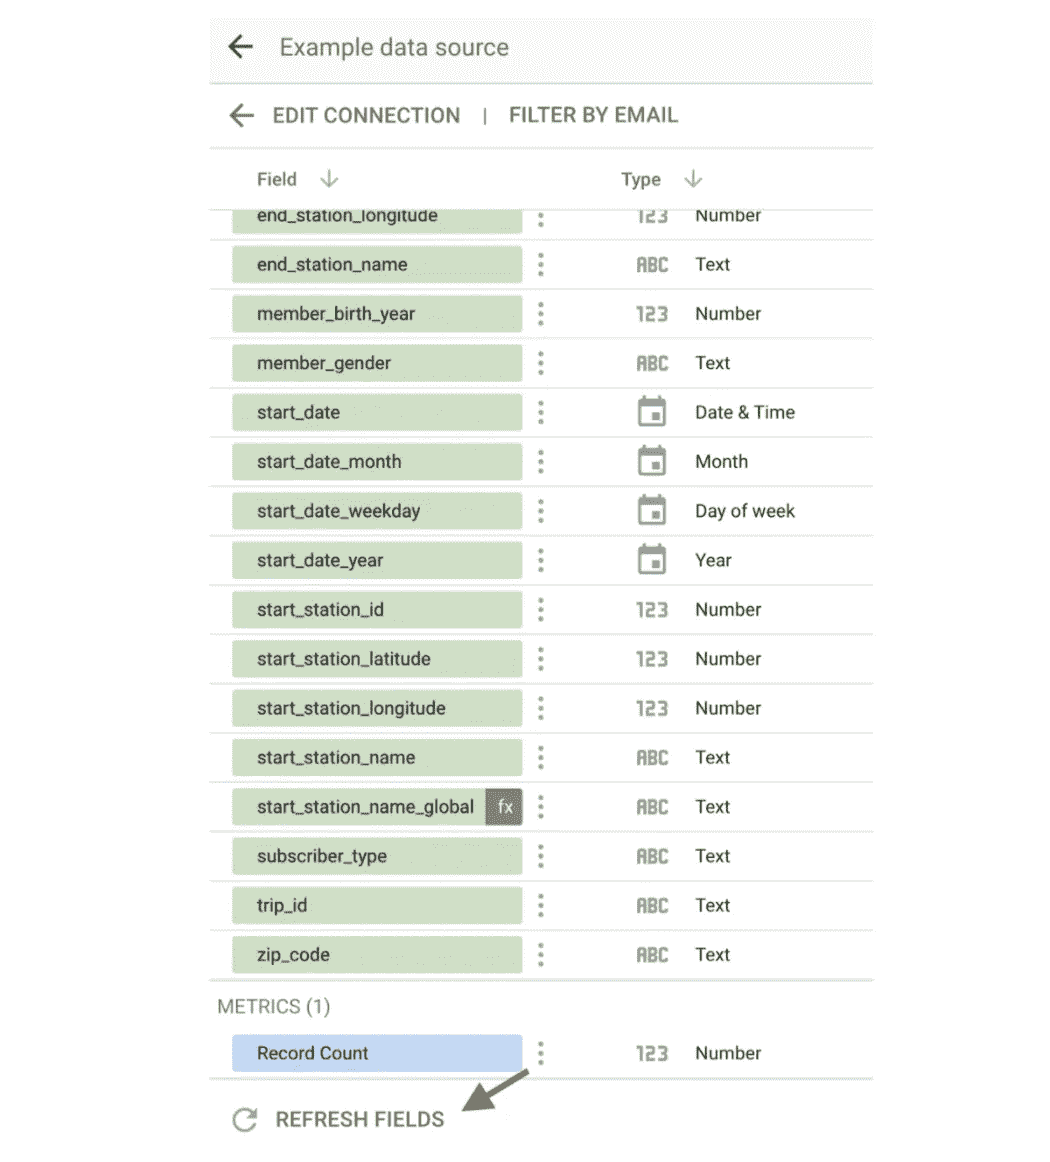 Example data source
EDIT CONNECTION | FILTER BY EMAIL
Field Type
end_station_longitude 123 Number
end_station_name ABC Text
member_birth_year 123 Number
member_gender ABC Text
start_date Date & Time
start_date_month Month
start_date_weekday Day of week
start_date_year Year
start_station_id 123 Number
start_station_latitude 123 Number
start_station_longitude 123 Number
start_station_name ABC Text
start_station_name_global fx ABC Text
subscriber_type ABC Text
trip_id ABC Text
zip_code ABC Text
METRICS (1)
Record Count 123 Number
REFRESH FIELDS